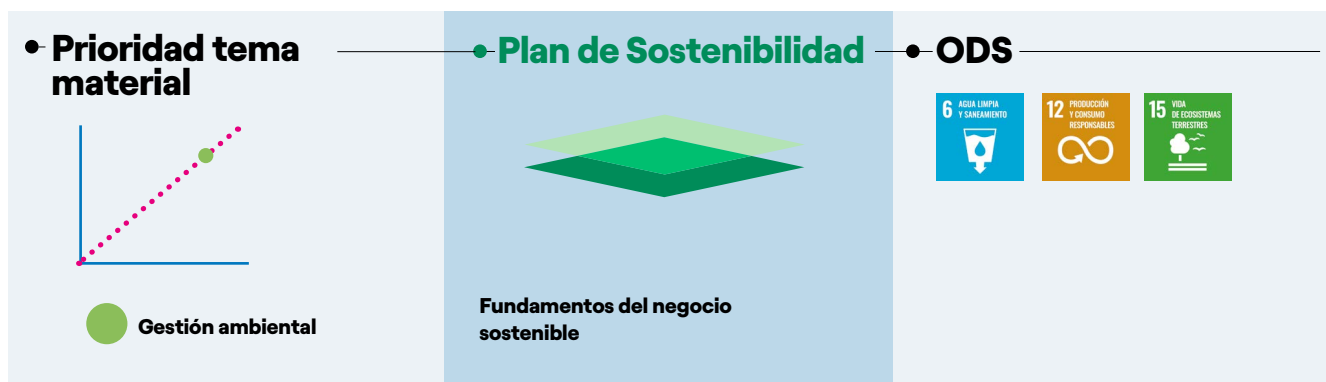 Prioridad tema
material
Gestión ambiental
Plan de Sostenibilidad
Fundamentos del negocio
sostenible
ODS
6 AGUA LIMPIA
Y SANEAMIENTO
12 PRODUCCIÓN
Y CONSUMO
RESPONSABLES
15 VIDA
DE ECOSISTEMAS
TERRESTRES